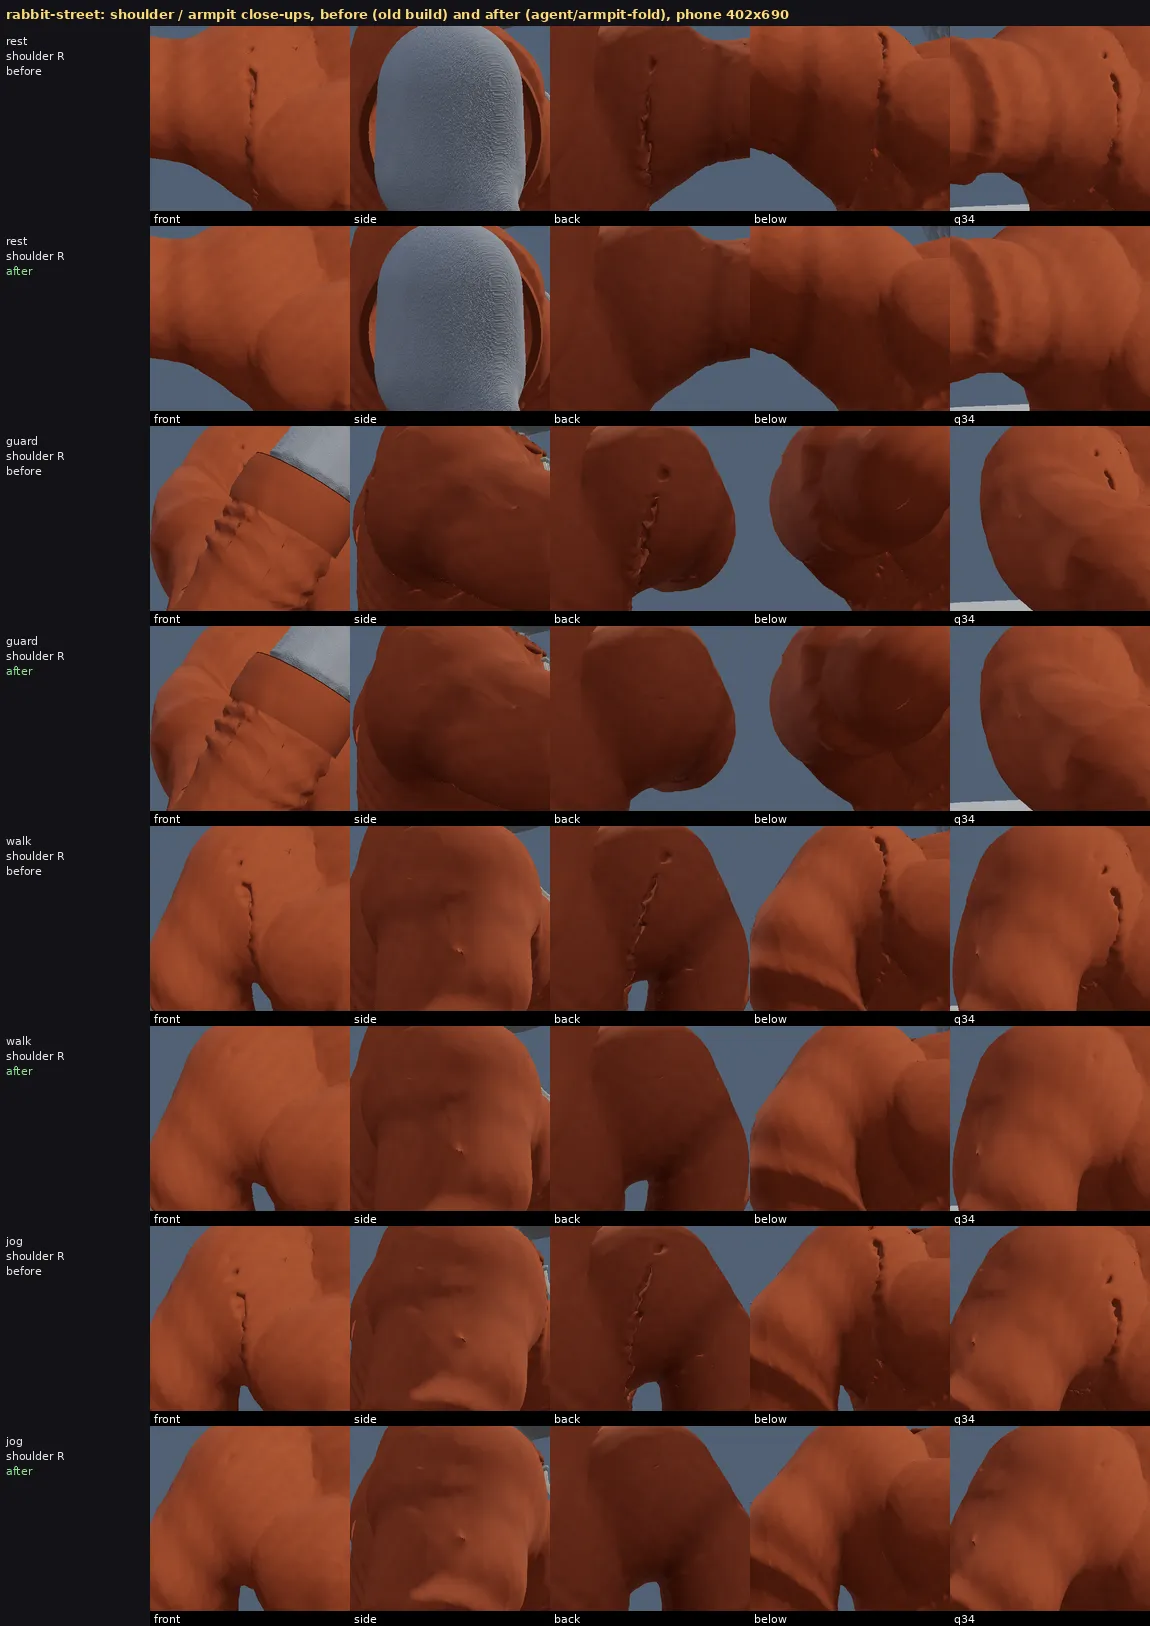 rabbit-street: shoulder / armpit close-ups, before (old build) and after (agent/armpit-fold), phone 402x690
rest
shoulder R
before
front side back below q34
rest
shoulder R
after
front side back below q34
guard
shoulder R
before
front side back below q34
guard
shoulder R
after
front side back below q34
walk
shoulder R
before
front side back below q34
walk
shoulder R
after
front side back below q34
jog
shoulder R
before
front side back below q34
jog
shoulder R
after
front side back below q34